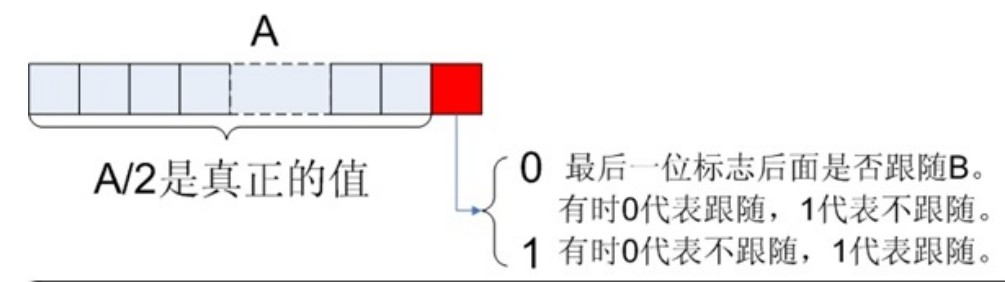 A
A/2是真正的值
0 最后一位标志后面是否跟随B。
有时0代表跟随，1代表不跟随。
1 有时0代表不跟随，1代表跟随。